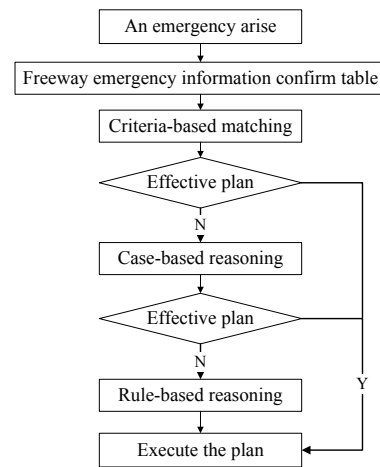 An emergency arise
Freeway emergency information confirm table
Criteria-based matching
Effective plan
N
Case-based reasoning
Effective plan
N
Y
Rule-based reasoning
Execute the plan